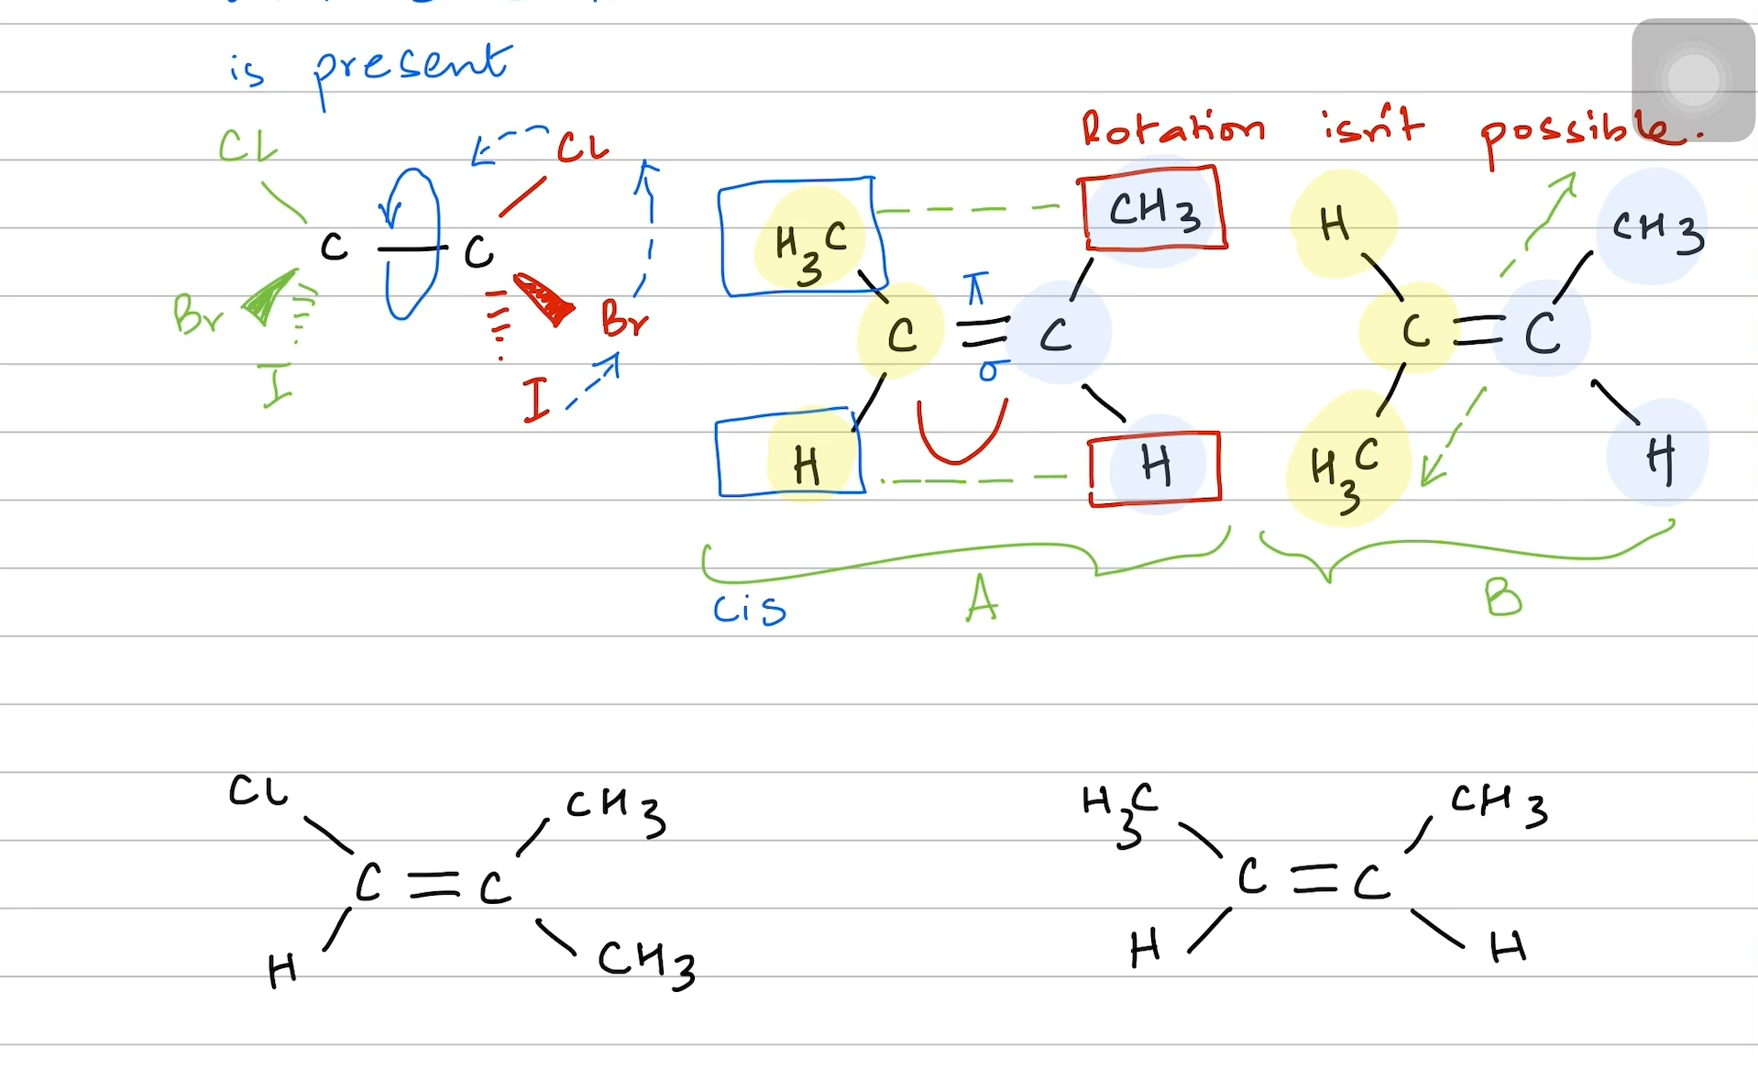 is present
Rotation isn't possible.
Cl Cl
C C
Br Br
I I
H3C CH3
π
C C
σ
H H
H CH3
C C
H3C H
cis A B
Cl CH3
C = C
H CH3
H3C CH3
C = C
H H